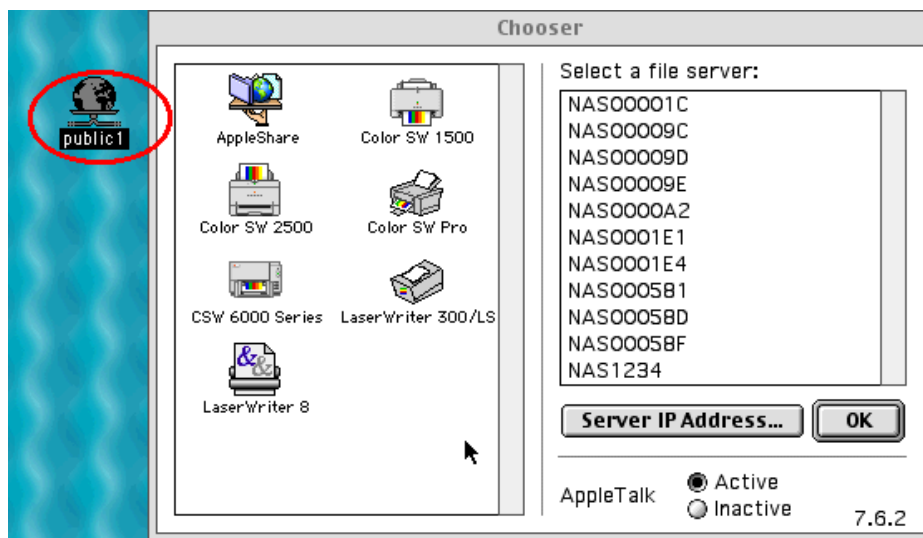 Chooser
public1
AppleShare
Color SW 1500
Color SW 2500
Color SW Pro
CSW 6000 Series
LaserWriter 300/LS
&&
LaserWriter 8
Select a file server:
NAS00001C
NAS00009C
NAS00009D
NAS00009E
NAS0000A2
NAS0001E1
NAS0001E4
NAS0005B1
NAS00058D
NAS00058F
NAS1234
Server IP Address...
OK
AppleTalk
Active
Inactive
7.6.2